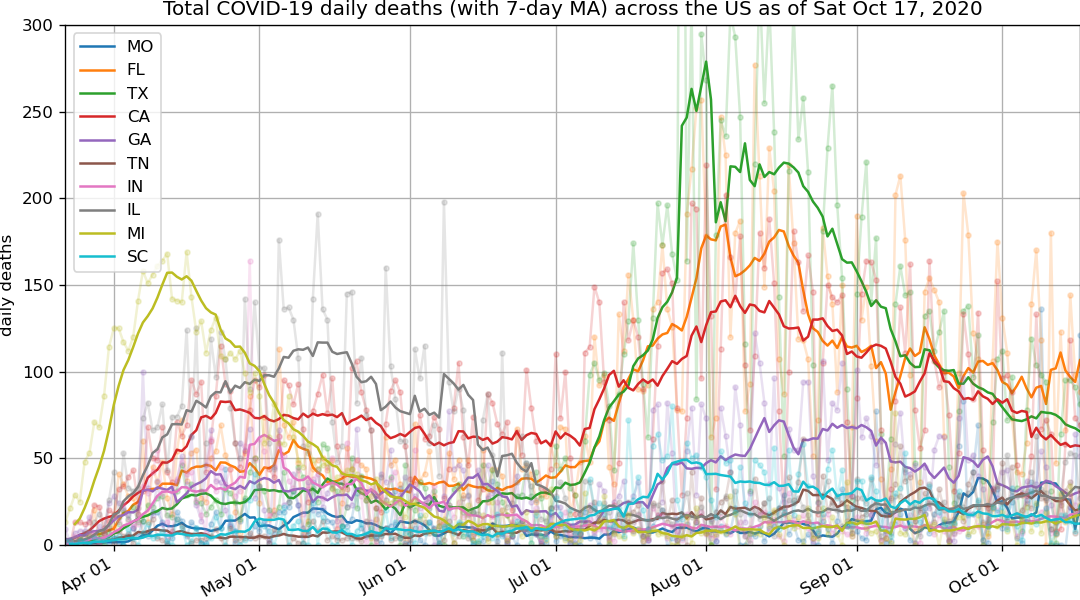 Total COVID-19 daily deaths (with 7-day MA) across the US as of Sat Oct 17, 2020
daily deaths
300
250
200
150
100
50
0
MO
FL
TX
CA
GA
TN
IN
IL
MI
SC
Apr 01
May 01
Jun 01
Jul 01
Aug 01
Sep 01
Oct 01